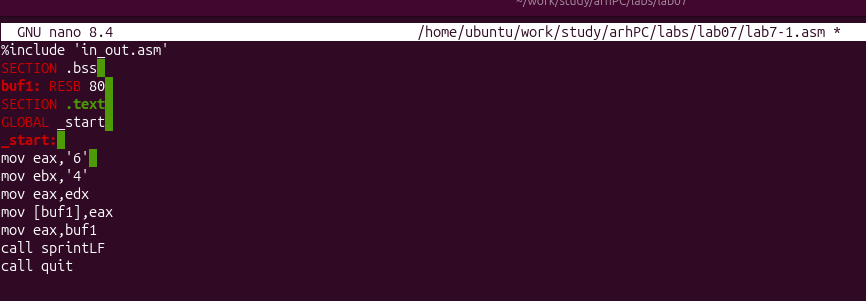 ~/work/study/arhPC/labs/lab07
GNU nano 8.4 /home/ubuntu/work/study/arhPC/labs/lab07/lab7-1.asm *
%include 'in_out.asm'
SECTION .bss
buf1: RESB 80
SECTION .text
GLOBAL _start
_start:
mov eax,'6'
mov ebx,'4'
mov eax,edx
mov [buf1],eax
mov eax,buf1
call sprintLF
call quit